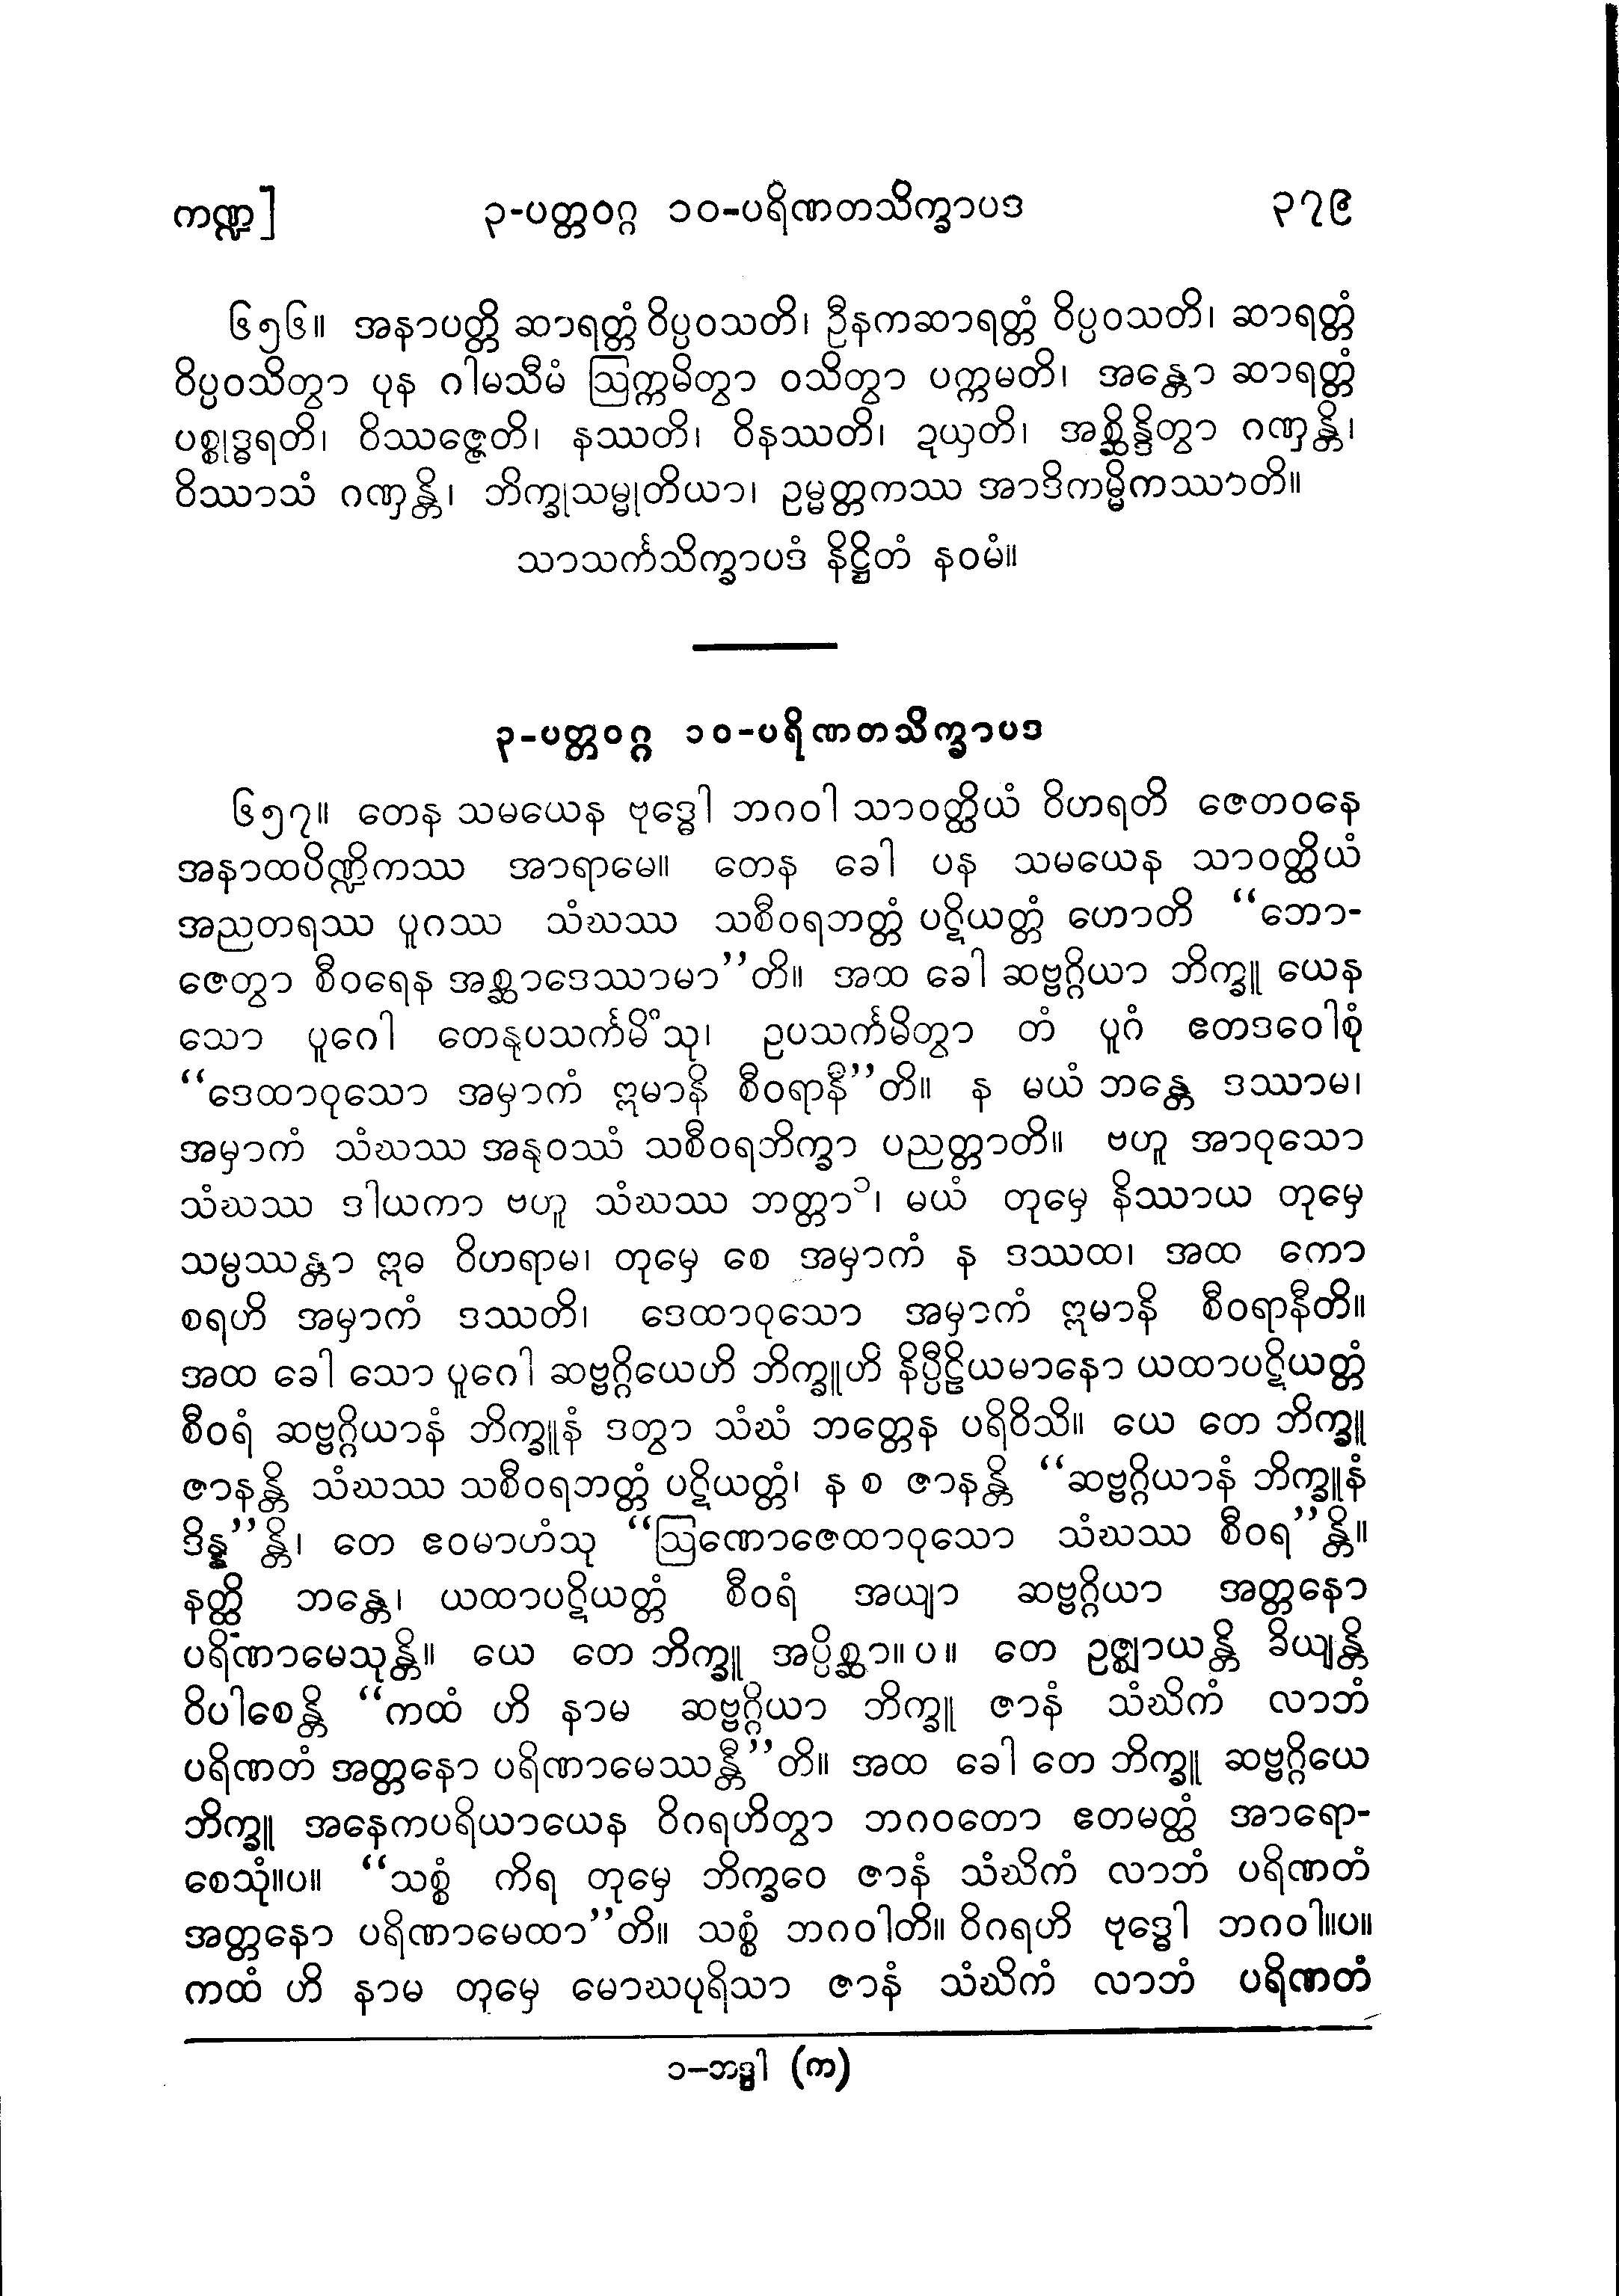 ကဏ္ဍ] ၃-ပတ္တဝဂ္ဂ ၁၀-ပရိဏတသိက္ခာပဒ ၃၇၉
၆၅၆။ အနာပတ္တိ ဆာရတ္တံ ဝိပ္ပဝသတိ၊ ဦနကဆာရတ္တံ ဝိပ္ပဝသတိ၊ ဆာရတ္တံ
ဝိပ္ပဝသိတွာ ပုန ဂါမသီမံ ဩက္ကမိတွာ ဝသိတွာ ပက္ကမတိ၊ အန္တော ဆာရတ္တံ
ပစ္စုဒ္ဓရတိ၊ ဝိဿဇ္ဇေတိ၊ နဿတိ၊ ဝိနဿတိ၊ ဍယှတိ၊ အစ္ဆိန္ဒိတွာ ဂဏှန္တိ၊
ဝိဿာသံ ဂဏှန္တိ၊ ဘိက္ခုသမ္မုတိယာ၊ ဥမ္မတ္တကဿ အာဒိကမ္မိကဿာတိ။
သာသင်္ကသိက္ခာပဒံ နိဋ္ဌိတံ နဝမံ။
၃-ပတ္တဝဂ္ဂ ၁၀-ပရိဏတသိက္ခာပဒ
၆၅၇။ တေန သမယေန ဗုဒ္ဓေါ ဘဂဝါ သာဝတ္ထိယံ ဝိဟရတိ ဇေတဝနေ
အနာထပိဏ္ဍိကဿ အာရာမေ။ တေန ခေါ ပန သမယေန သာဝတ္ထိယံ
အညတရဿ ပူဂဿ သံဃဿ သစီဝရဘတ္တံ ပဋိယတ္တံ ဟောတိ “ဘော-
ဇေတွာ စီဝရေန အစ္ဆာဒေဿာမာ”တိ။ အထ ခေါ ဆဗ္ဗဂ္ဂိယာ ဘိက္ခူ ယေန
သော ပူဂေါ တေနုပသင်္ကမိံသု၊ ဥပသင်္ကမိတွာ တံ ပူဂံ ဧတဒဝေါစုံ
“ဒေထာဝုသော အမှာကံ ဣမာနိ စီဝရာနီ”တိ။ န မယံ ဘန္တေ ဒဿာမ၊
အမှာကံ သံဃဿ အနုဝဿံ သစီဝရဘိက္ခာ ပညတ္တာတိ။ ဗဟူ အာဝုသော
သံဃဿ ဒါယကာ ဗဟူ သံဃဿ ဘတ္တာ၁၊ မယံ တုမှေ နိဿာယ တုမှေ
သမ္ပဿန္တာ ဣဓ ဝိဟရာမ၊ တုမှေ စေ အမှာကံ န ဒဿထ၊ အထ ကော
စရဟိ အမှာကံ ဒဿတိ၊ ဒေထာဝုသော အမှာကံ ဣမာနိ စီဝရာနီတိ။
အထ ခေါ သော ပူဂေါ ဆဗ္ဗဂ္ဂိယေဟိ ဘိက္ခူဟိ နိပ္ပီဠိယမာနော ယထာပဋိယတ္တံ
စီဝရံ ဆဗ္ဗဂ္ဂိယာနံ ဘိက္ခူနံ ဒတွာ သံဃံ ဘတ္တေန ပရိဝိသိ။ ယေ တေ ဘိက္ခူ
ဇာနန္တိ သံဃဿ သစီဝရဘတ္တံ ပဋိယတ္တံ၊ န စ ဇာနန္တိ “ဆဗ္ဗဂ္ဂိယာနံ ဘိက္ခူနံ
ဒိန္န”န္တိ၊ တေ ဧဝမာဟံသု “ဩဏောဇေထာဝုသော သံဃဿ စီဝရ”န္တိ။
နတ္ထိ ဘန္တေ၊ ယထာပဋိယတ္တံ စီဝရံ အယျာ ဆဗ္ဗဂ္ဂိယာ အတ္တနော
ပရိဏာမေသုန္တိ။ ယေ တေ ဘိက္ခူ အပ္ပိစ္ဆာ။ပ။ တေ ဥဇ္ဈာယန္တိ ခိယျန္တိ
ဝိပါစေန္တိ “ကထံ ဟိ နာမ ဆဗ္ဗဂ္ဂိယာ ဘိက္ခူ ဇာနံ သံဃိကံ လာဘံ
ပရိဏတံ အတ္တနော ပရိဏာမေဿန္တီ”တိ။ အထ ခေါ တေ ဘိက္ခူ ဆဗ္ဗဂ္ဂိယေ
ဘိက္ခူ အနေကပရိယာယေန ဝိဂရဟိတွာ ဘဂဝတော ဧတမတ္ထံ အာရော-
စေသုံ။ပ။ “သစ္စံ ကိရ တုမှေ ဘိက္ခဝေ ဇာနံ သံဃိကံ လာဘံ ပရိဏတံ
အတ္တနော ပရိဏာမေထာ”တိ။ သစ္စံ ဘဂဝါတိ။ ဝိဂရဟိ ဗုဒ္ဓေါ ဘဂဝါ။ပ။
ကထံ ဟိ နာမ တုမှေ မောဃပုရိသာ ဇာနံ သံဃိကံ လာဘံ ပရိဏတံ
၁–ဘဒ္ဒါ (က)